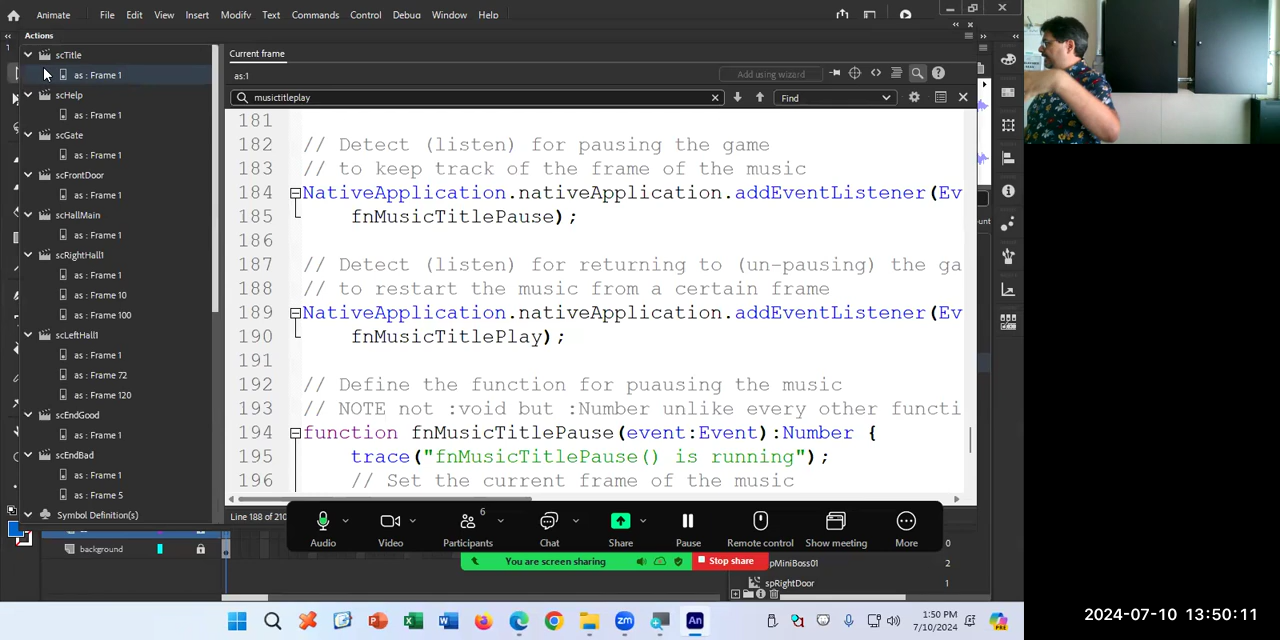 Animate File Edit View Insert Modify Text Commands Control Debug Window Help
Actions
scTitle
as : Frame 1
scHelp
as : Frame 1
scGate
as : Frame 1
scFrontDoor
as : Frame 1
scHallMain
as : Frame 1
scRightHall1
as : Frame 1
as : Frame 10
as : Frame 100
scLeftHall1
as : Frame 1
as : Frame 72
as : Frame 120
scEndGood
as : Frame 1
scEndBad
as : Frame 1
as : Frame 5
Symbol Definition(s)
background
Current frame
as:1
Add using wizard
musictitleplay
Find
181
182 // Detect (listen) for pausing the game
183 // to keep track of the frame of the music
184 NativeApplication.nativeApplication.addEventListener(Ev
185 fnMusicTitlePause);
186
187 // Detect (listen) for returning to (un-pausing) the ga
188 // to restart the music from a certain frame
189 NativeApplication.nativeApplication.addEventListener(Ev
190 fnMusicTitlePlay);
191
192 // Define the function for puausing the music
193 // NOTE not :void but :Number unlike every other functi
194 function fnMusicTitlePause(event:Event):Number {
195 trace("fnMusicTitlePause() is running");
196 // Set the current frame of the music
Line 188 of 210
6
Audio Video Participants Chat Share Pause Remote control Show meeting More
You are screen sharing
Stop share
0
pMiniBoss01 2
spRightDoor 1
1:50 PM
7/10/2024
2024-07-10 13:50:11